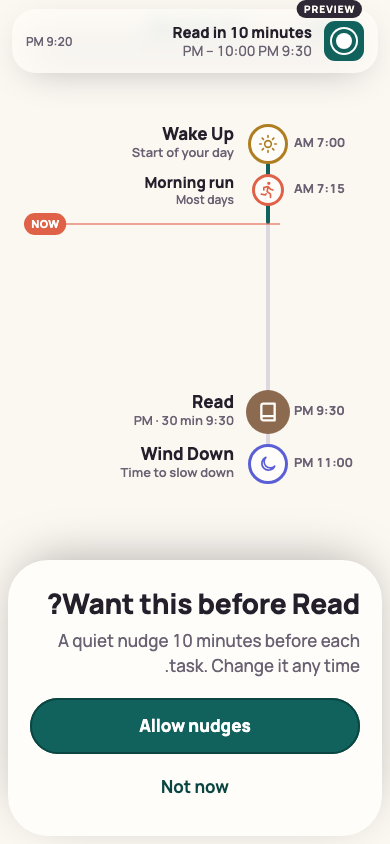 PREVIEW
Read in 10 minutes
PM – 10:00 PM 9:30
PM 9:20
Wake Up
Start of your day
AM 7:00
Morning run
Most days
AM 7:15
NOW
Read
PM · 30 min 9:30
PM 9:30
Wind Down
Time to slow down
PM 11:00
?Want this before Read
A quiet nudge 10 minutes before each
.task. Change it any time
Allow nudges
Not now